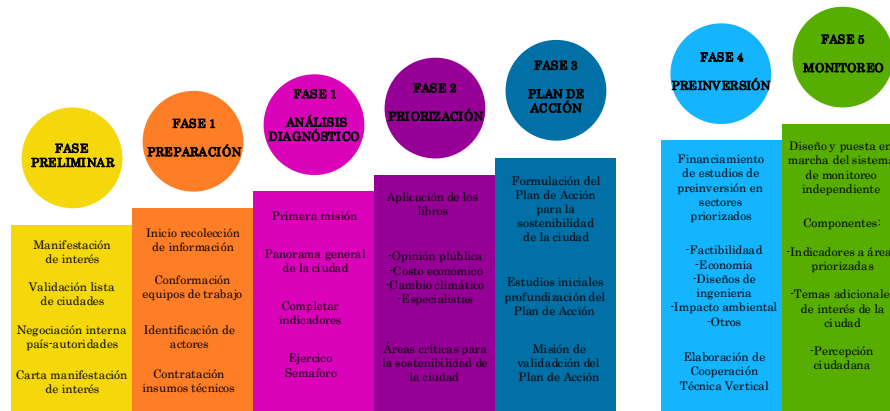 FASE
PRELIMINAR
Manifestación
de interés
Validación lista
de ciudades
Negociación interna
país-autoridades
Carta manifestación
de interés
FASE 1
PREPARACIÓN
Inicio recolección
de información
Conformación
equipos de trabajo
Identificación de
actores
Contratación
insumos técnicos
FASE 1
ANÁLISIS
DIAGNÓSTICO
Primera misión
Panorama general
de la ciudad
Completar
indicadores
Ejercico
Semaforo
FASE 2
PRIORIZACIÓN
Aplicación de los
libros
-Opinión plública
-Costo económico
-Cambio climático
-Especialistas
Áreas críticas para
la sostenibilidad de
la ciudad
FASE 3
PLAN DE
ACCIÓN
Formulación del
Plan de Acción
para la
sostenibilidad
de la ciudad
Estudios iniciales
profundización del
Plan de Acción
Misión de
validadción del
Plan de Acción
FASE 4
PREINVERSIÓN
Financiamiento
de estudios de
preinversión en
sectores
priorizados
-Factibilidaad
-Economia
-Diseños de
ingenieria
-Impacto ambiental
-Otros
Elaboración de
Cooperación
Técnica Vertical
FASE 5
MONITOREO
Diseño y puesta en
marcha del sistema
de monitoreo
independiente
Componentes:
-Indicadores a área
priorizadas
-Temas adicionale
de interés de la
ciudad
-Percepción
ciudadana